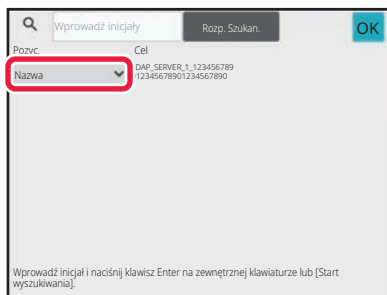 Wprowadź inicjały
Rozp. Szukan.
OK
Pozyc.
Cel
Nazwa
DAP_SERVER_1_123456789
12345678901234567890
Wprowadź inicjał i naciśnij klawisz Enter na zewnętrznej klawiaturze lub [Start
wyszukiwania].